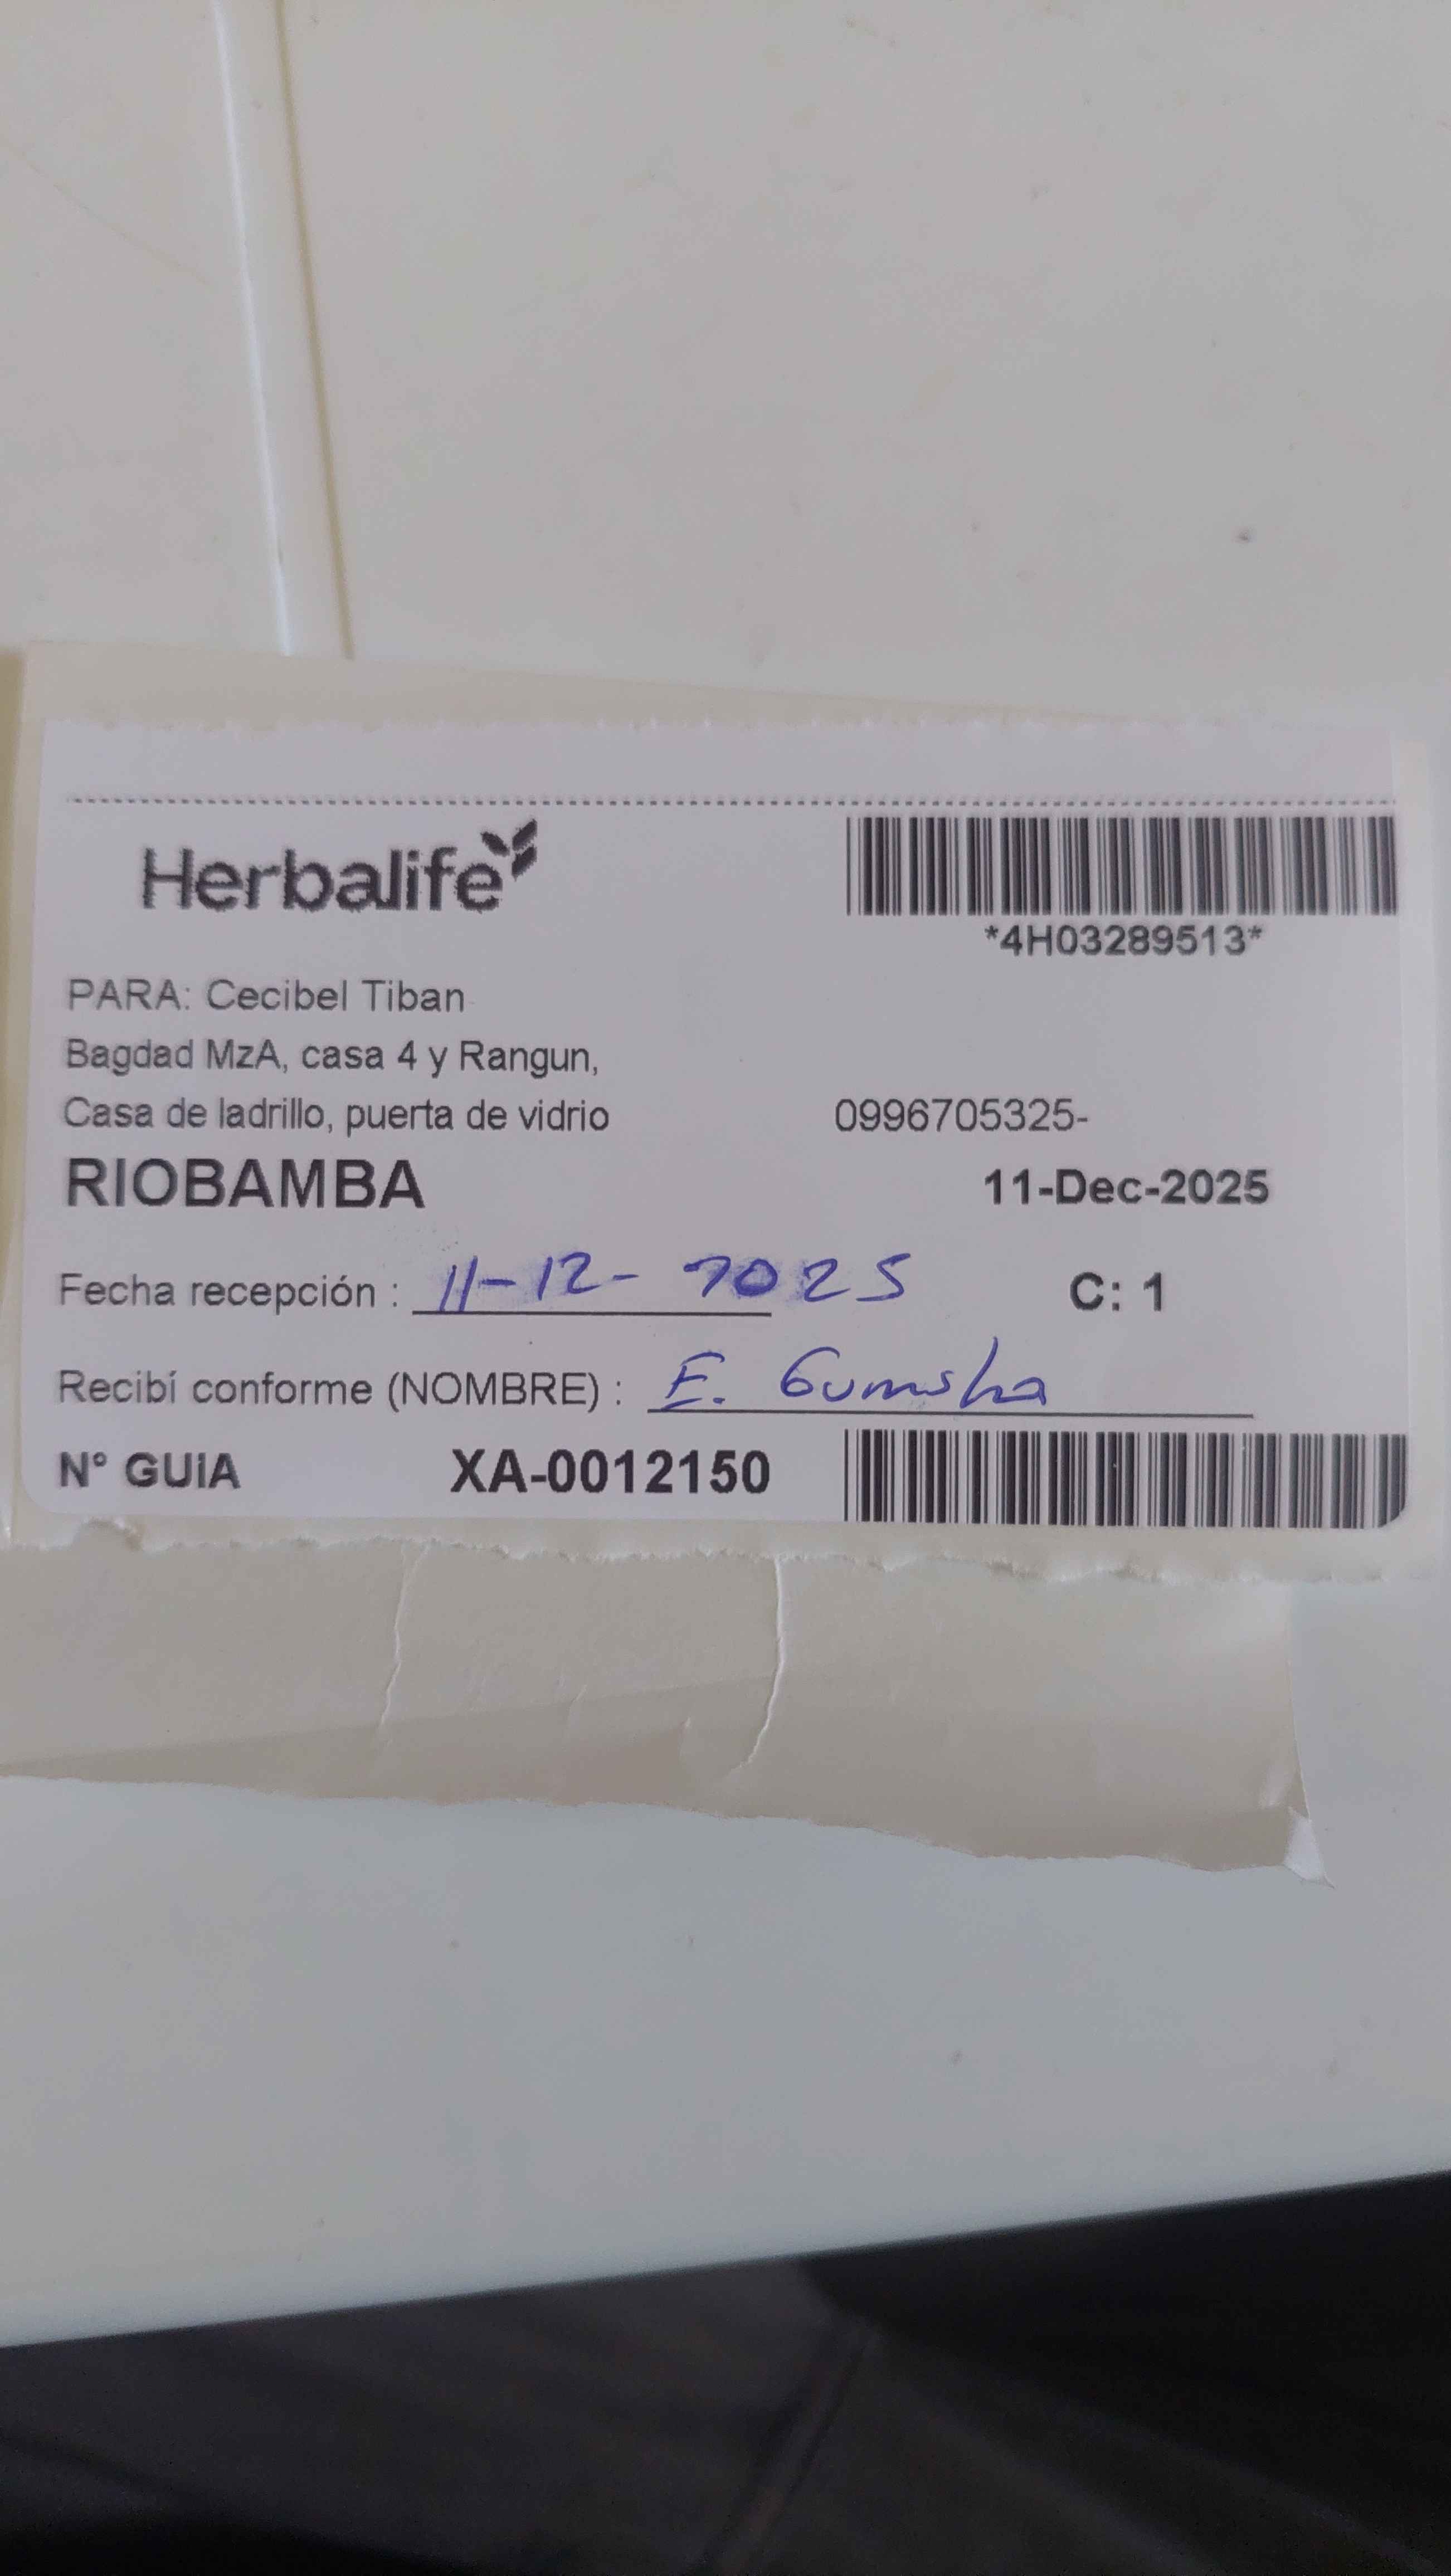 Herbalife
*4H03289513*
PARA: Cecibel Tiban
Bagdad MzA, casa 4 y Rangun,
Casa de ladrillo, puerta de vidrio 0996705325-
RIOBAMBA 11-Dec-2025
Fecha recepción : 11-12-2025 C: 1
Recibí conforme (NOMBRE) : E.
N° GUIA XA-0012150